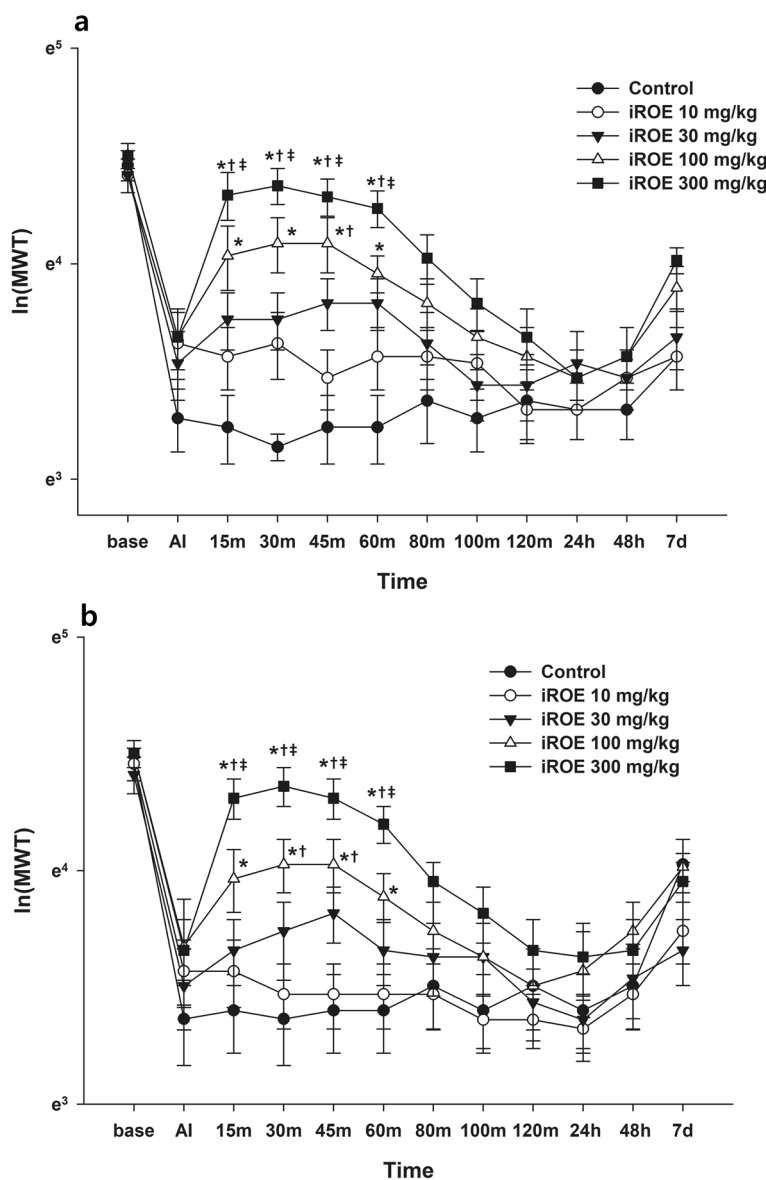 a
e⁵
Control
iROE 10 mg/kg
iROE 30 mg/kg
iROE 100 mg/kg
iROE 300 mg/kg
*†‡ *†‡ *†‡ *†‡
* * *† *
e⁴
ln(MWT)
e³
base AI 15m 30m 45m 60m 80m 100m 120m 24h 48h 7d
Time
b
e⁵
Control
iROE 10 mg/kg
iROE 30 mg/kg
iROE 100 mg/kg
iROE 300 mg/kg
*†‡ *†‡ *†‡ *†‡
* *† *† *
e⁴
ln(MWT)
e³
base AI 15m 30m 45m 60m 80m 100m 120m 24h 48h 7d
Time